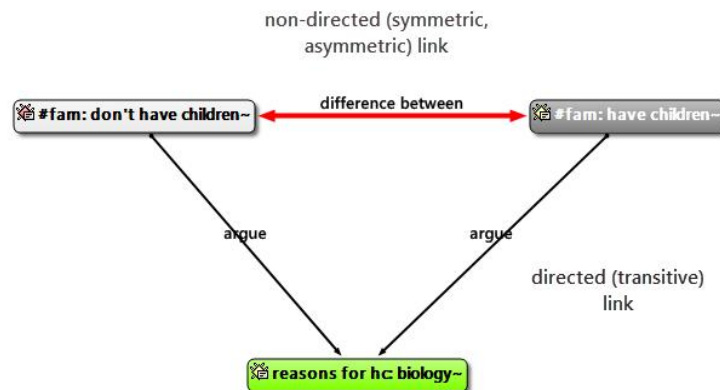 non-directed (symmetric,
asymmetric) link
#fam: don't have children~
difference between
#fam: have children~
argue
argue
directed (transitive)
link
reasons for hc: biology~